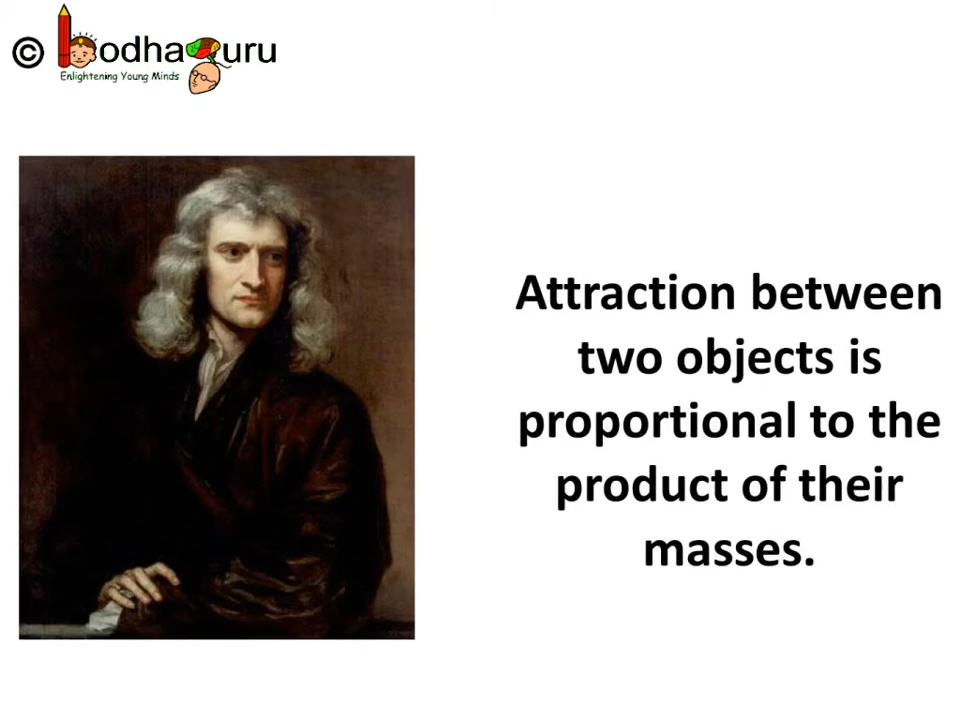 © bodhaguru
Enlightening Young Minds
Attraction between
two objects is
proportional to the
product of their
masses.